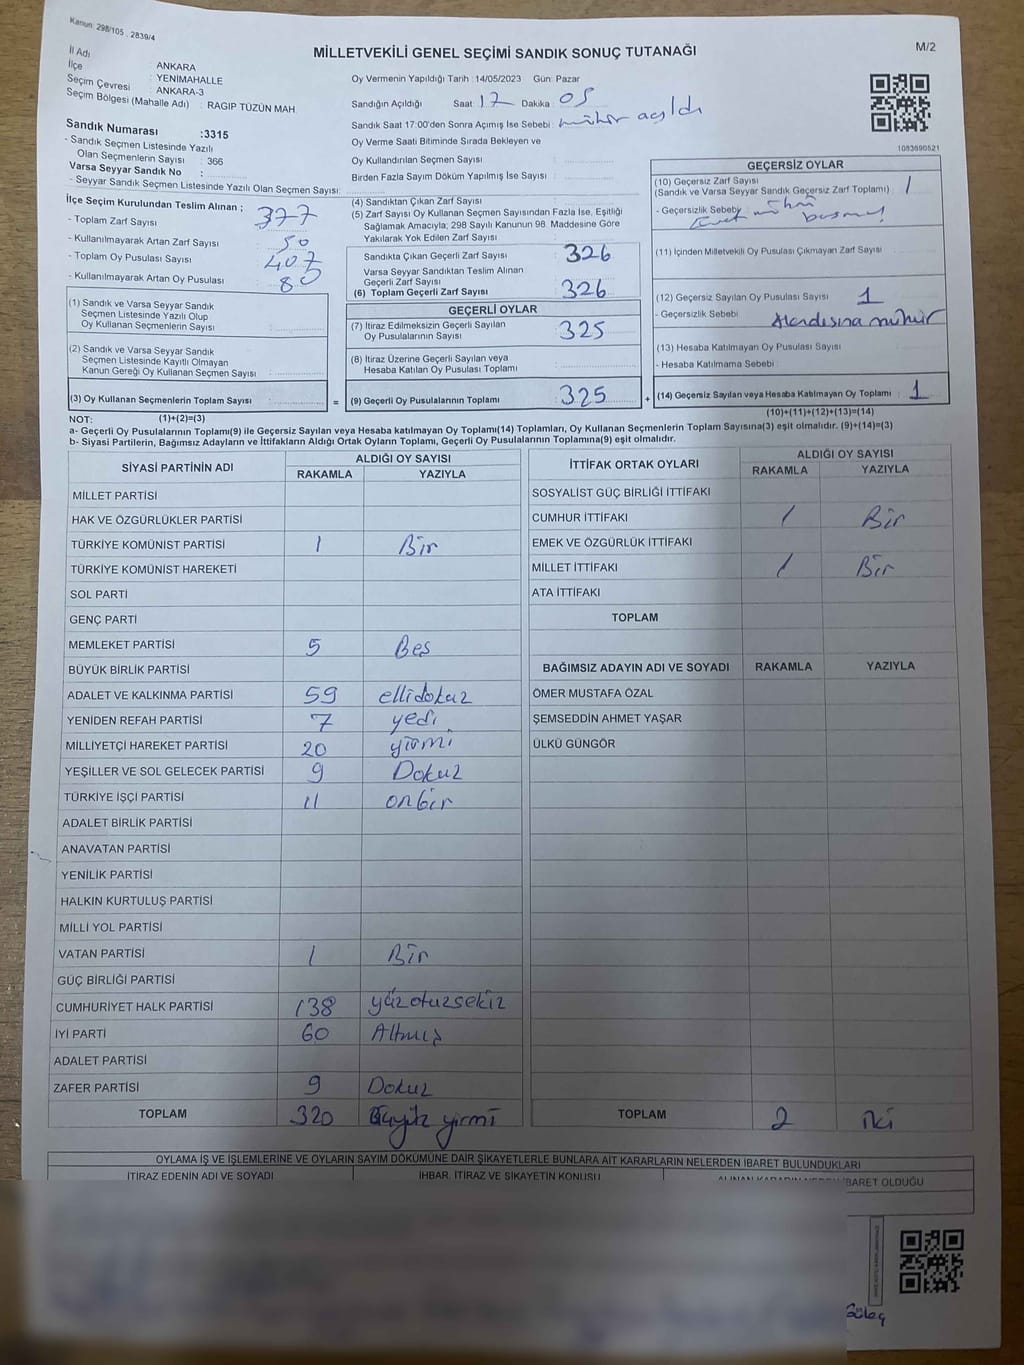 Kanun: 298/105 , 2839/4
M/2
MİLLETVEKİLİ GENEL SEÇİMİ SANDIK SONUÇ TUTANAĞI
İl Adı : ANKARA
İlçe : YENİMAHALLE
Seçim Çevresi : ANKARA-3
Seçim Bölgesi (Mahalle Adı) : RAGIP TÜZÜN MAH.
Oy Vermenin Yapıldığı Tarih : 14/05/2023 Gün: Pazar
Sandığın Açıldığı Saat 17 Dakika 05
Sandık Saat 17:00'den Sonra Açımış İse Sebebi : mühür açıldı
Oy Verme Saati Bitiminde Sırada Bekleyen ve
Oy Kullandırılan Seçmen Sayısı :
Birden Fazla Sayım Döküm Yapılmış İse Sayısı :
1083890521
Sandık Numarası :3315
- Sandık Seçmen Listesinde Yazılı
Olan Seçmenlerin Sayısı : 366
Varsa Seyyar Sandık No :
- Seyyar Sandık Seçmen Listesinde Yazılı Olan Seçmen Sayısı:
İlçe Seçim Kurulundan Teslim Alınan ;
- Toplam Zarf Sayısı : 377
- Kullanılmayarak Artan Zarf Sayısı : 50
- Toplam Oy Pusulası Sayısı : 407
- Kullanılmayarak Artan Oy Pusulası : 80
(1) Sandık ve Varsa Seyyar Sandık
Seçmen Listesinde Yazılı Olup
Oy Kullanan Seçmenlerin Sayısı :
(2) Sandık ve Varsa Seyyar Sandık
Seçmen Listesinde Kayıtlı Olmayan
Kanun Gereği Oy Kullanan Seçmen Sayısı :
(3) Oy Kullanan Seçmenlerin Toplam Sayısı :
(1)+(2)=(3)
(4) Sandıktan Çıkan Zarf Sayısı :
(5) Zarf Sayısı Oy Kullanan Seçmen Sayısından Fazla İse, Eşitliği
Sağlamak Amacıyla; 298 Sayılı Kanunun 98. Maddesine Göre
Yakılarak Yok Edilen Zarf Sayısı :
Sandıkta Çıkan Geçerli Zarf Sayısı : 326
Varsa Seyyar Sandıktan Teslim Alınan
Geçerli Zarf Sayısı :
(6) Toplam Geçerli Zarf Sayısı : 326
GEÇERLİ OYLAR
(7) İtiraz Edilmeksizin Geçerli Sayılan
Oy Pusulalarının Sayısı : 325
(8) İtiraz Üzerine Geçerli Sayılan veya
Hesaba Katılan Oy Pusulası Toplamı :
= (9) Geçerli Oy Pusulalarının Toplamı : 325
GEÇERSİZ OYLAR
(10) Geçersiz Zarf Sayısı
(Sandık ve Varsa Seyyar Sandık Geçersiz Zarf Toplamı) : 1
- Geçersizlik Sebebi : Evet mührü basmış
(11) İçinden Milletvekili Oy Pusulası Çıkmayan Zarf Sayısı :
(12) Geçersiz Sayılan Oy Pusulası Sayısı : 1
- Geçersizlik Sebebi : mühür
(13) Hesaba Katılmayan Oy Pusulası Sayısı :
- Hesaba Katılmama Sebebi :
+ (14) Geçersiz Sayılan veya Hesaba Katılmayan Oy Toplamı : 1
(10)+(11)+(12)+(13)=(14)
NOT:
a- Geçerli Oy Pusulalarının Toplamı(9) ile Geçersiz Sayılan veya Hesaba katılmayan Oy Toplamı(14) Toplamları, Oy Kullanan Seçmenlerin Toplam Sayısına(3) eşit olmalıdır. (9)+(14)=(3)
b- Siyasi Partilerin, Bağımsız Adayların ve İttifakların Aldığı Ortak Oyların Toplamı, Geçerli Oy Pusulalarının Toplamına(9) eşit olmalıdır.
SİYASİ PARTİNİN ADI
ALDIĞI OY SAYISI
RAKAMLA YAZIYLA
MİLLET PARTİSİ
HAK VE ÖZGÜRLÜKLER PARTİSİ
TÜRKİYE KOMÜNİST PARTİSİ 1 Bir
TÜRKİYE KOMÜNİST HAREKETİ
SOL PARTİ
GENÇ PARTİ
MEMLEKET PARTİSİ 5 Beş
BÜYÜK BİRLİK PARTİSİ
ADALET VE KALKINMA PARTİSİ 59 ellidokuz
YENİDEN REFAH PARTİSİ 7 yedi
MİLLİYETÇİ HAREKET PARTİSİ 20 yirmi
YEŞİLLER VE SOL GELECEK PARTİSİ 9 Dokuz
TÜRKİYE İŞÇİ PARTİSİ 11 onbir
ADALET BİRLİK PARTİSİ
ANAVATAN PARTİSİ
YENİLİK PARTİSİ
HALKIN KURTULUŞ PARTİSİ
MİLLİ YOL PARTİSİ
VATAN PARTİSİ 1 Bir
GÜÇ BİRLİĞİ PARTİSİ
CUMHURİYET HALK PARTİSİ 138 yüzotuzsekiz
İYİ PARTİ 60 Altmış
ADALET PARTİSİ
ZAFER PARTİSİ 9 Dokuz
TOPLAM 320 üçyüz yirmi
İTTİFAK ORTAK OYLARI
ALDIĞI OY SAYISI
RAKAMLA YAZIYLA
SOSYALİST GÜÇ BİRLİĞİ İTTİFAKI
CUMHUR İTTİFAKI 1 Bir
EMEK VE ÖZGÜRLÜK İTTİFAKI
MİLLET İTTİFAKI 1 Bir
ATA İTTİFAKI
TOPLAM
BAĞIMSIZ ADAYIN ADI VE SOYADI RAKAMLA YAZIYLA
ÖMER MUSTAFA ÖZAL
ŞEMSEDDİN AHMET YAŞAR
ÜLKÜ GÜNGÖR
TOPLAM 2 iki
OYLAMA İŞ VE İŞLEMLERİNE VE OYLARIN SAYIM DÖKÜMÜNE DAİR ŞİKAYETLERLE BUNLARA AİT KARARLARIN NELERDEN İBARET BULUNDUKLARI
İTİRAZ EDENİN ADI VE SOYADI
İHBAR, İTİRAZ VE ŞİKAYETİN KONUSU
ALINAN KARARIN NEDEN İBARET OLDUĞU